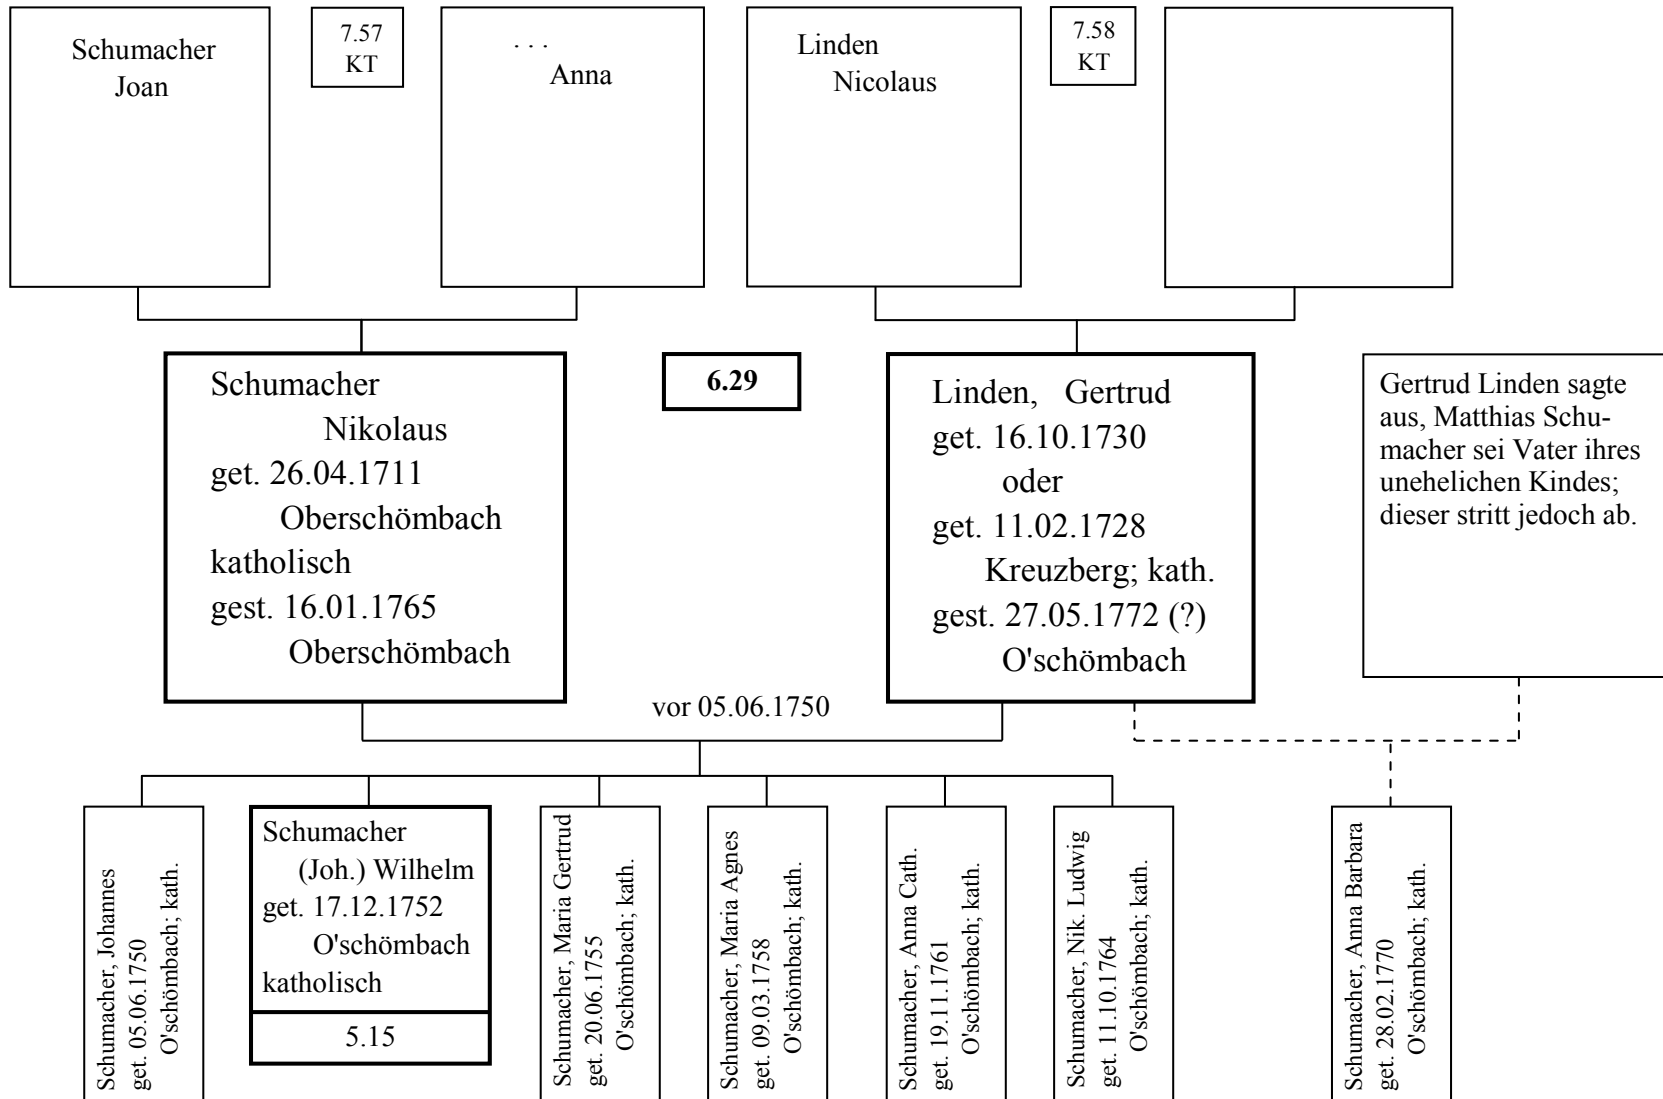 Schumacher
Joan
7.57
KT
. . .
Anna
Linden
Nicolaus
7.58
KT
Schumacher
Nikolaus
get. 26.04.1711
Oberschömbach
katholisch
gest. 16.01.1765
Oberschömbach
6.29
Linden, Gertrud
get. 16.10.1730
oder
get. 11.02.1728
Kreuzberg; kath.
gest. 27.05.1772 (?)
O'schömbach
Gertrud Linden sagte
aus, Matthias Schu-
macher sei Vater ihres
unehelichen Kindes;
dieser stritt jedoch ab.
vor 05.06.1750
Schumacher, Johannes
get. 05.06.1750
O'schömbach; kath.
Schumacher
(Joh.) Wilhelm
get. 17.12.1752
O'schömbach
katholisch
5.15
Schumacher, Maria Gertrud
get. 20.06.1755
O'schömbach; kath.
Schumacher, Maria Agnes
get. 09.03.1758
O'schömbach; kath.
Schumacher, Anna Cath.
get. 19.11.1761
O'schömbach; kath.
Schumacher, Nik. Ludwig
get. 11.10.1764
O'schömbach; kath.
Schumacher, Anna Barbara
get. 28.02.1770
O'schömbach; kath.